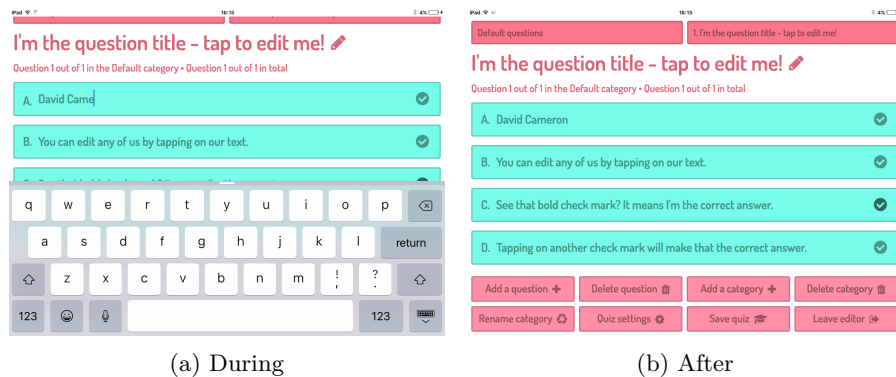 iPad 16:15 4%
I'm the question title - tap to edit me!
Question 1 out of 1 in the Default category • Question 1 out of 1 in total
A. David Came
B. You can edit any of us by tapping on our text.
q w e r t y u i o p
a s d f g h j k l return
z x c v b n m ! , ? .
123 123
(a) During
iPad 16:15 4%
Default questions 1. I'm the question title - tap to edit me!
I'm the question title - tap to edit me!
Question 1 out of 1 in the Default category • Question 1 out of 1 in total
A. David Cameron
B. You can edit any of us by tapping on our text.
C. See that bold check mark? It means I'm the correct answer.
D. Tapping on another check mark will make that the correct answer.
Add a question Delete question Add a category Delete category
Rename category Quiz settings Save quiz Leave editor
(b) After